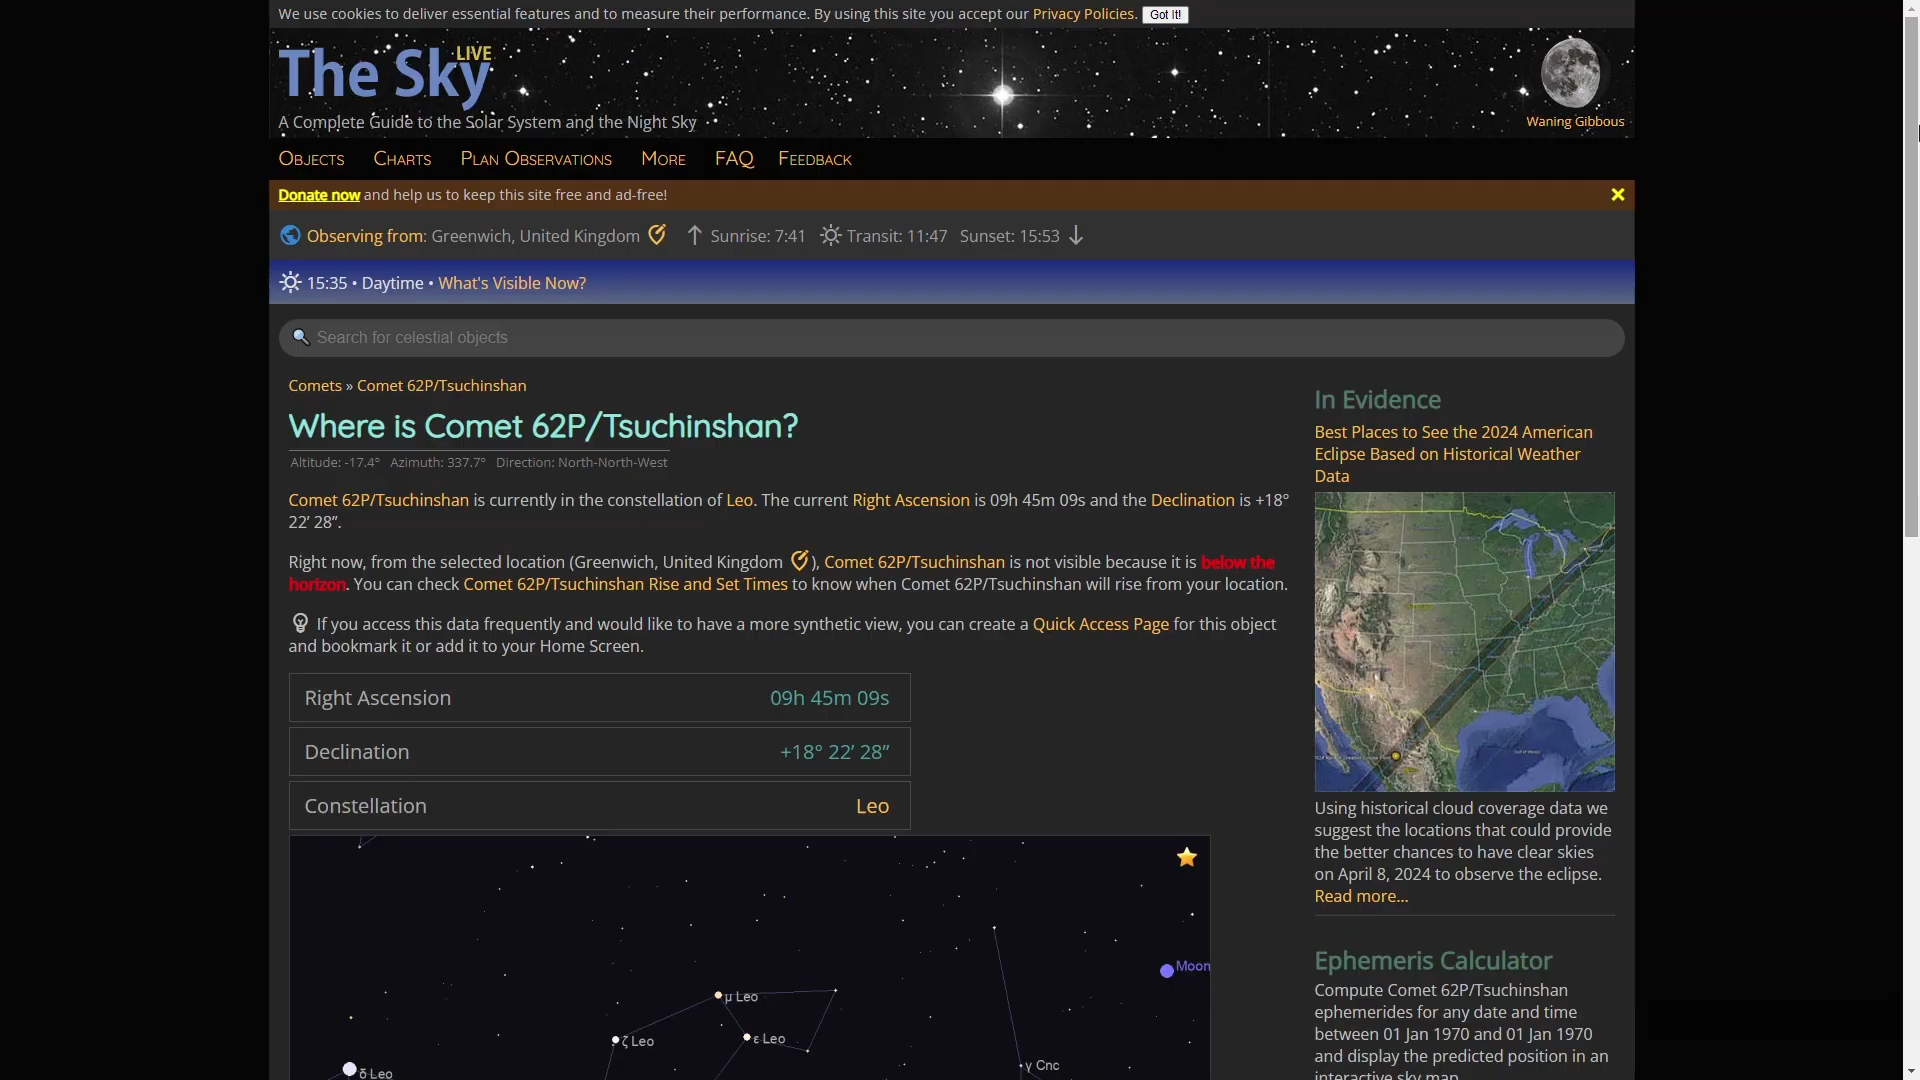 We use cookies to deliver essential features and to measure their performance. By using this site you accept our Privacy Policies. Got It!
The Sky LIVE
A Complete Guide to the Solar System and the Night Sky
Waning Gibbous
Objects Charts Plan Observations More FAQ Feedback
Donate now and help us to keep this site free and ad-free!
Observing from: Greenwich, United Kingdom Sunrise: 7:41 Transit: 11:47 Sunset: 15:53
15:35 • Daytime • What's Visible Now?
Search for celestial objects
Comets » Comet 62P/Tsuchinshan
Where is Comet 62P/Tsuchinshan?
Altitude: -17.4° Azimuth: 337.7° Direction: North-North-West
Comet 62P/Tsuchinshan is currently in the constellation of Leo. The current Right Ascension is 09h 45m 09s and the Declination is +18°
22’ 28”.
Right now, from the selected location (Greenwich, United Kingdom ), Comet 62P/Tsuchinshan is not visible because it is below the
horizon. You can check Comet 62P/Tsuchinshan Rise and Set Times to know when Comet 62P/Tsuchinshan will rise from your location.
If you access this data frequently and would like to have a more synthetic view, you can create a Quick Access Page for this object
and bookmark it or add it to your Home Screen.
Right Ascension 09h 45m 09s
Declination +18° 22’ 28”
Constellation Leo
Moon
μ Leo
ε Leo
ζ Leo
γ Cnc
δ Leo
In Evidence
Best Places to See the 2024 American
Eclipse Based on Historical Weather
Data
Using historical cloud coverage data we
suggest the locations that could provide
the better chances to have clear skies
on April 8, 2024 to observe the eclipse.
Read more...
Ephemeris Calculator
Compute Comet 62P/Tsuchinshan
ephemerides for any date and time
between 01 Jan 1970 and 01 Jan 1970
and display the predicted position in an
interactive sky map.